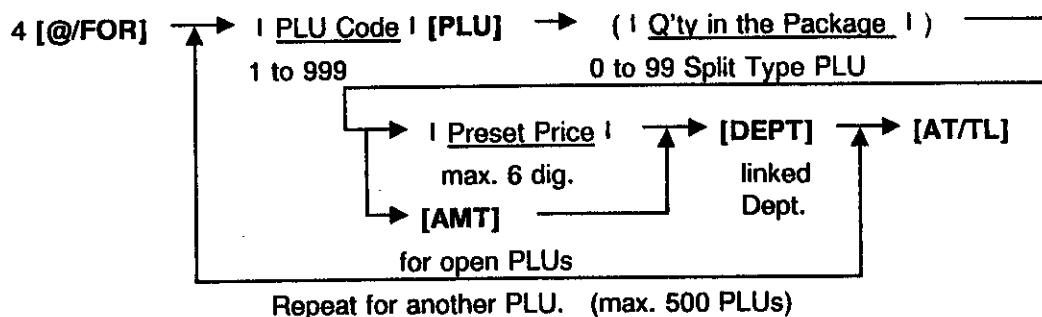 4 [@/FOR] | PLU Code | [PLU] ( | Q'ty in the Package | )
1 to 999 0 to 99 Split Type PLU
| Preset Price | [DEPT] [AT/TL]
max. 6 dig. linked
Dept.
[AMT]
for open PLUs
Repeat for another PLU. (max. 500 PLUs)